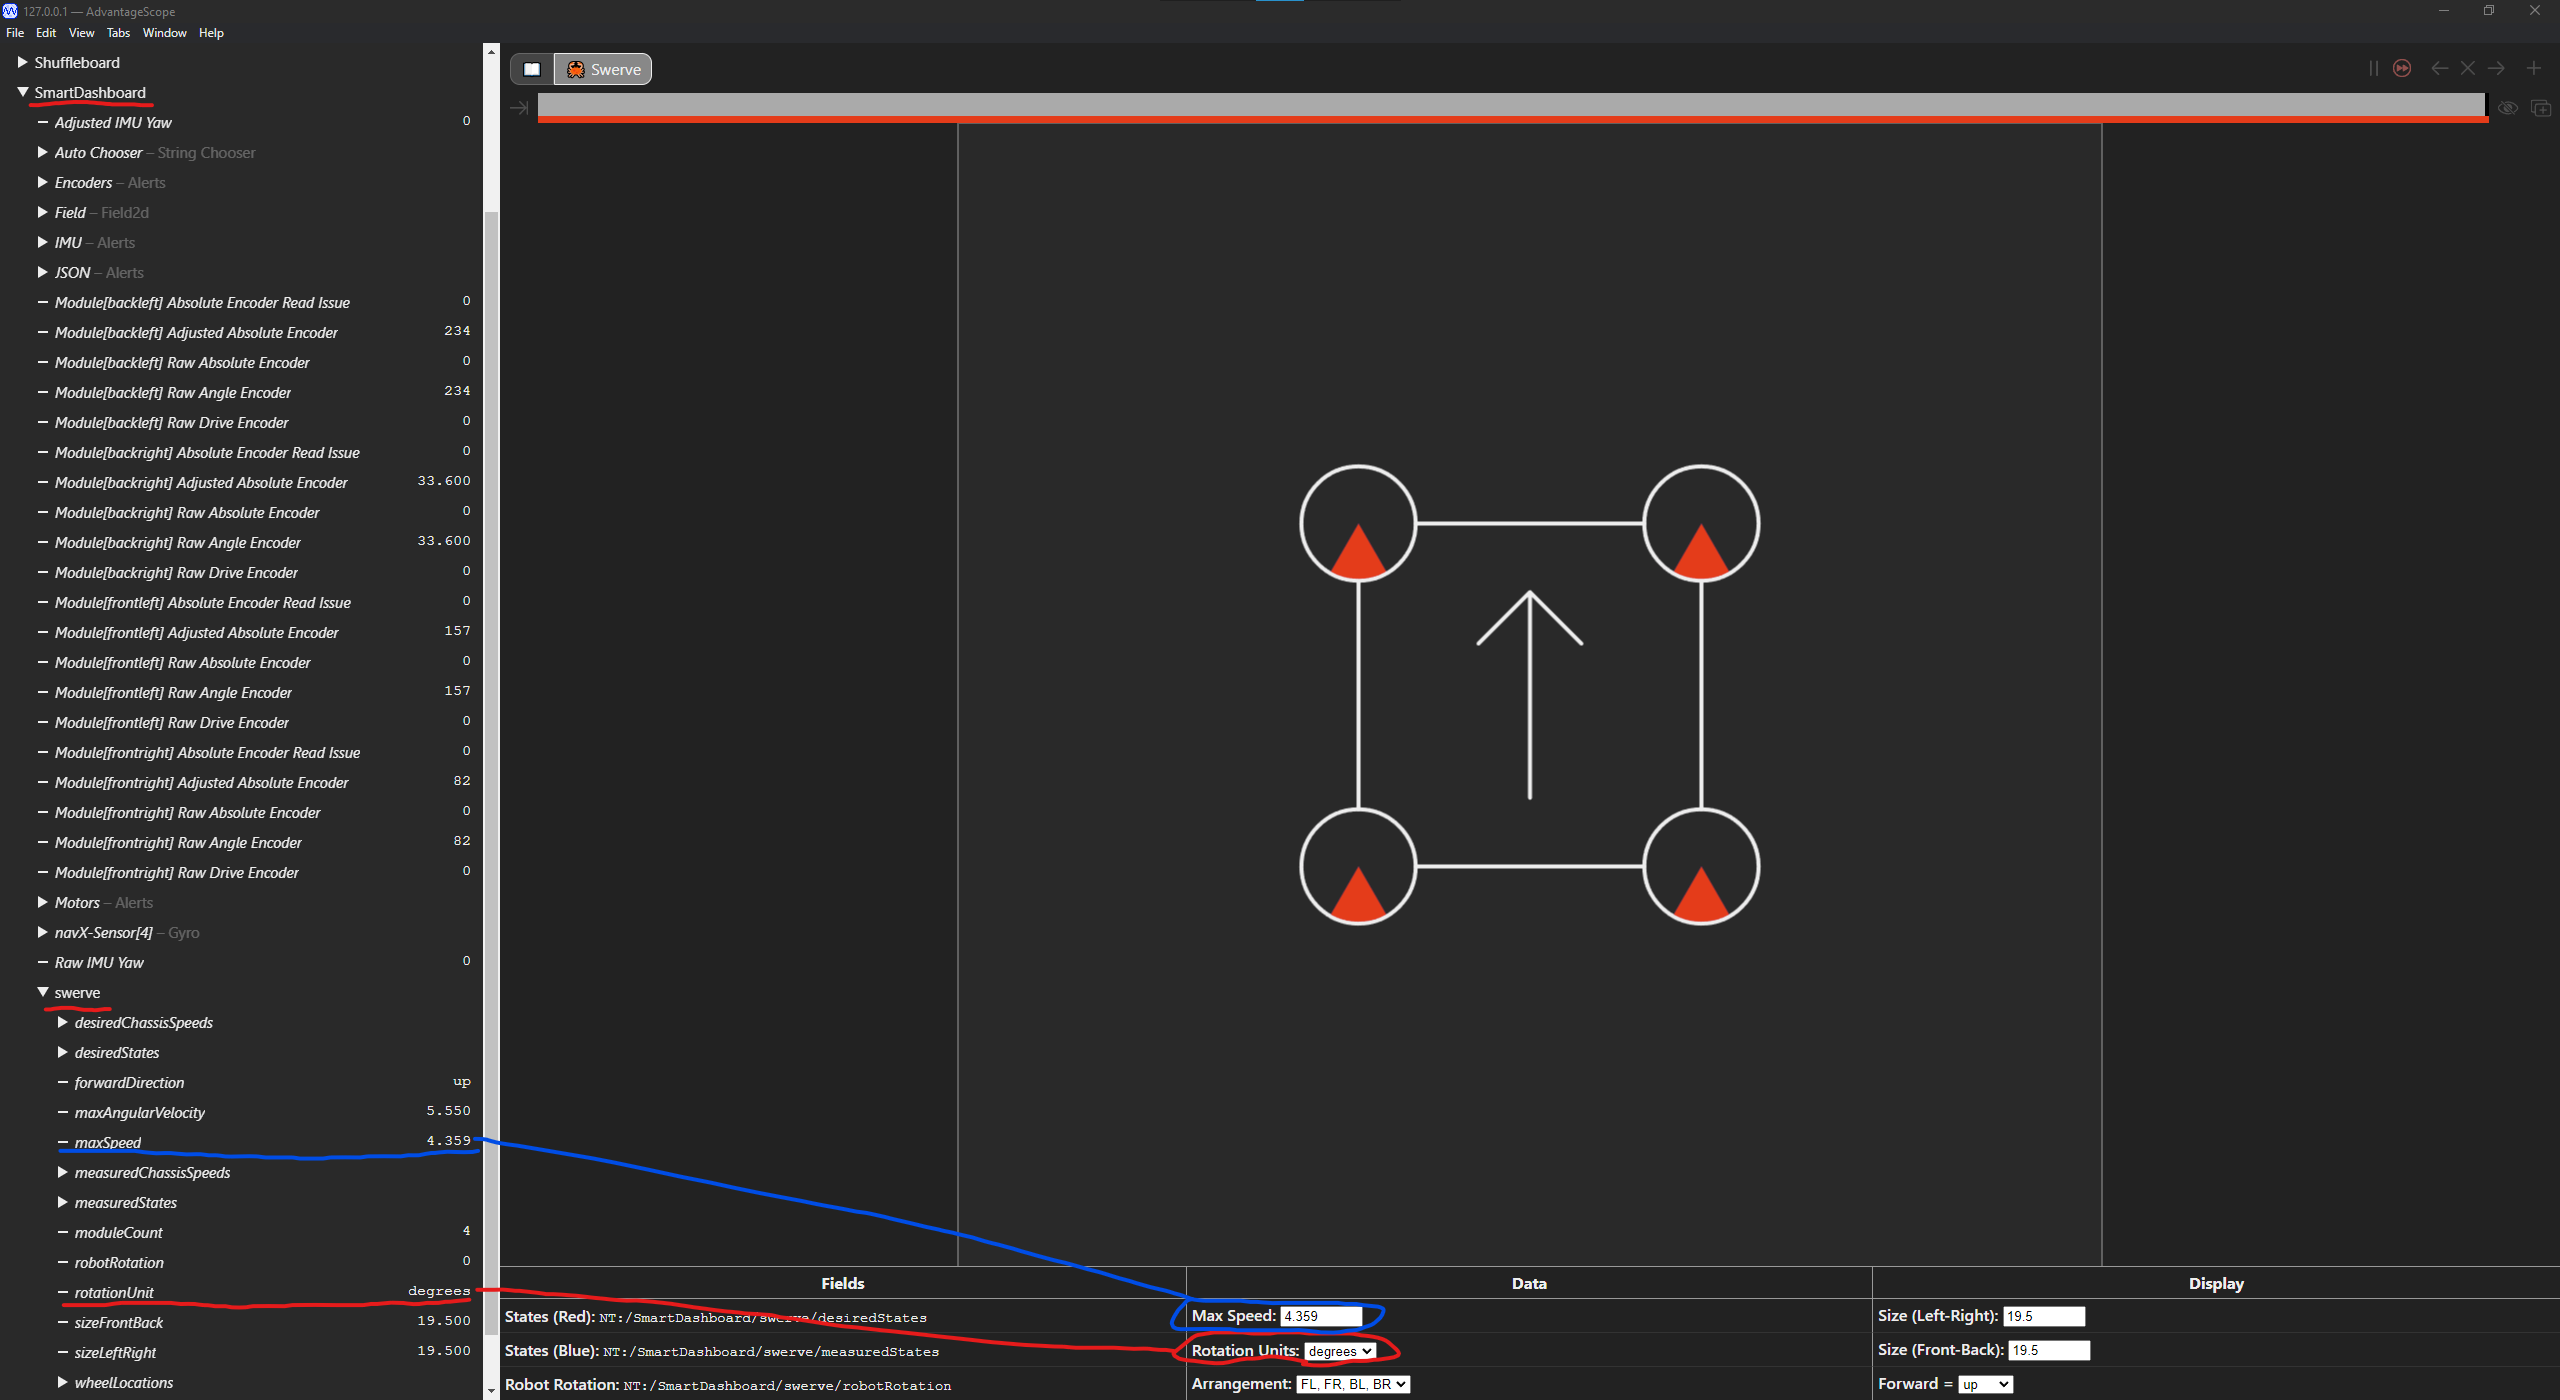 127.0.0.1 — AdvantageScope
File Edit View Tabs Window Help
Shuffleboard
SmartDashboard
Adjusted IMU Yaw 0
Auto Chooser – String Chooser
Encoders – Alerts
Field – Field2d
IMU – Alerts
JSON – Alerts
Module[backleft] Absolute Encoder Read Issue 0
Module[backleft] Adjusted Absolute Encoder 234
Module[backleft] Raw Absolute Encoder 0
Module[backleft] Raw Angle Encoder 234
Module[backleft] Raw Drive Encoder 0
Module[backright] Absolute Encoder Read Issue 0
Module[backright] Adjusted Absolute Encoder 33.600
Module[backright] Raw Absolute Encoder 0
Module[backright] Raw Angle Encoder 33.600
Module[backright] Raw Drive Encoder 0
Module[frontleft] Absolute Encoder Read Issue 0
Module[frontleft] Adjusted Absolute Encoder 157
Module[frontleft] Raw Absolute Encoder 0
Module[frontleft] Raw Angle Encoder 157
Module[frontleft] Raw Drive Encoder 0
Module[frontright] Absolute Encoder Read Issue 0
Module[frontright] Adjusted Absolute Encoder 82
Module[frontright] Raw Absolute Encoder 0
Module[frontright] Raw Angle Encoder 82
Module[frontright] Raw Drive Encoder 0
Motors – Alerts
navX-Sensor[4] – Gyro
Raw IMU Yaw 0
swerve
desiredChassisSpeeds
desiredStates
forwardDirection up
maxAngularVelocity 5.550
maxSpeed 4.359
measuredChassisSpeeds
measuredStates
moduleCount 4
robotRotation 0
rotationUnit degrees
sizeFrontBack 19.500
sizeLeftRight 19.500
wheelLocations
Swerve
Fields Data Display
States (Red): NT:/SmartDashboard/swerve/desiredStates Max Speed: 4.359 Size (Left-Right): 19.5
States (Blue): NT:/SmartDashboard/swerve/measuredStates Rotation Units: degrees Size (Front-Back): 19.5
Robot Rotation: NT:/SmartDashboard/swerve/robotRotation Arrangement: FL, FR, BL, BR Forward = up